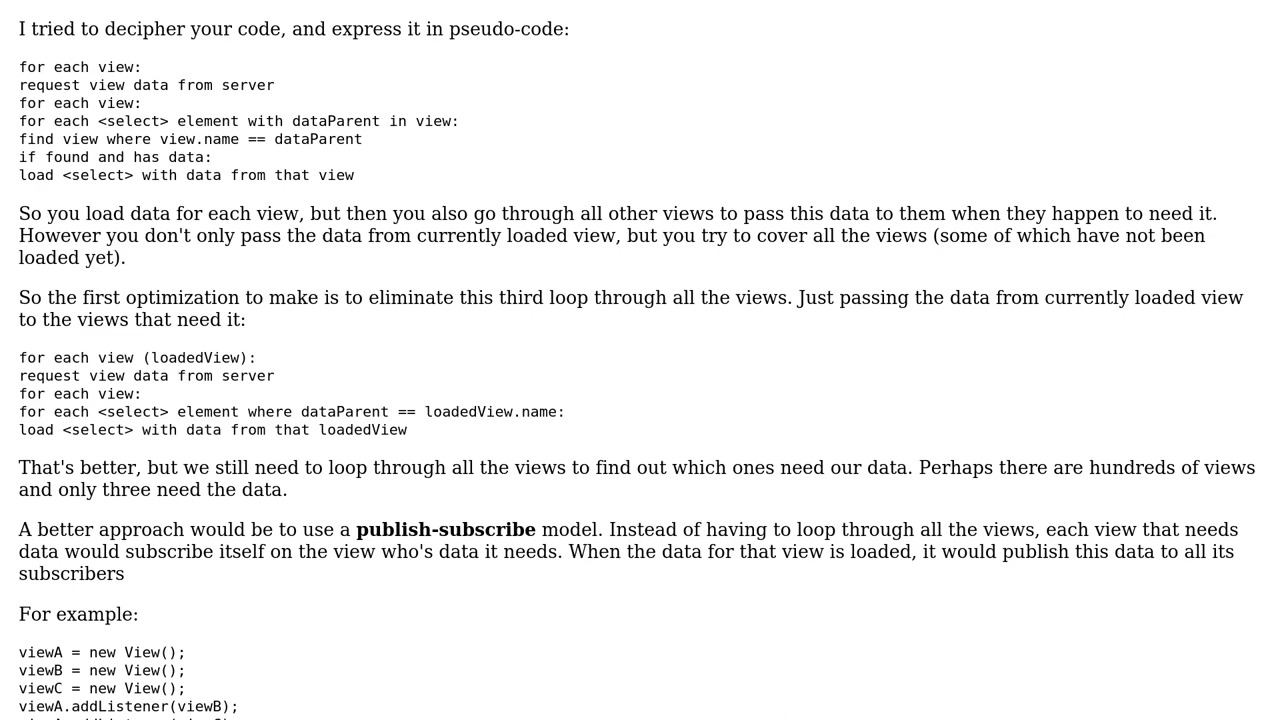 I tried to decipher your code, and express it in pseudo-code:
for each view:
request view data from server
for each view:
for each <select> element with dataParent in view:
find view where view.name == dataParent
if found and has data:
load <select> with data from that view
So you load data for each view, but then you also go through all other views to pass this data to them when they happen to need it.
However you don't only pass the data from currently loaded view, but you try to cover all the views (some of which have not been
loaded yet).
So the first optimization to make is to eliminate this third loop through all the views. Just passing the data from currently loaded view
to the views that need it:
for each view (loadedView):
request view data from server
for each view:
for each <select> element where dataParent == loadedView.name:
load <select> with data from that loadedView
That's better, but we still need to loop through all the views to find out which ones need our data. Perhaps there are hundreds of views
and only three need the data.
A better approach would be to use a publish-subscribe model. Instead of having to loop through all the views, each view that needs
data would subscribe itself on the view who's data it needs. When the data for that view is loaded, it would publish this data to all its
subscribers
For example:
viewA = new View();
viewB = new View();
viewC = new View();
viewA.addListener(viewB);